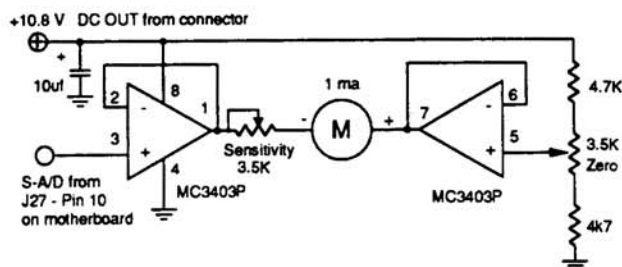 +10.8 V DC OUT from connector
+
10uf
2
-
8
1
3
+
4
S-A/D from
J27 - Pin 10
on motherboard
MC3403P
Sensitivity
3.5K
1 ma
-
M
+
7
-
6
5
+
MC3403P
4.7K
3.5K
Zero
4k7